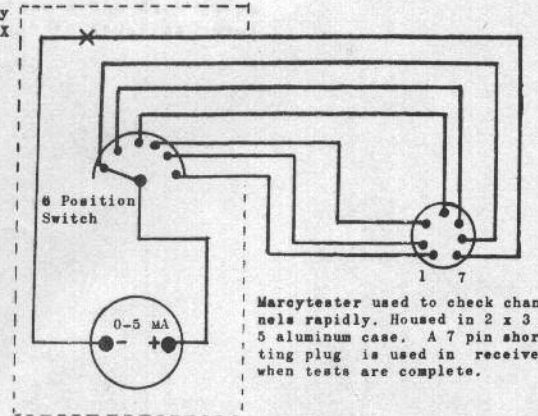 y
X
6 Position
Switch
0-5 MA
- +
1 7
Marcytester used to check chan
nels rapidly. Housed in 2 x 3
5 aluminum case. A 7 pin shor
ting plug is used in receive
when tests are complete.